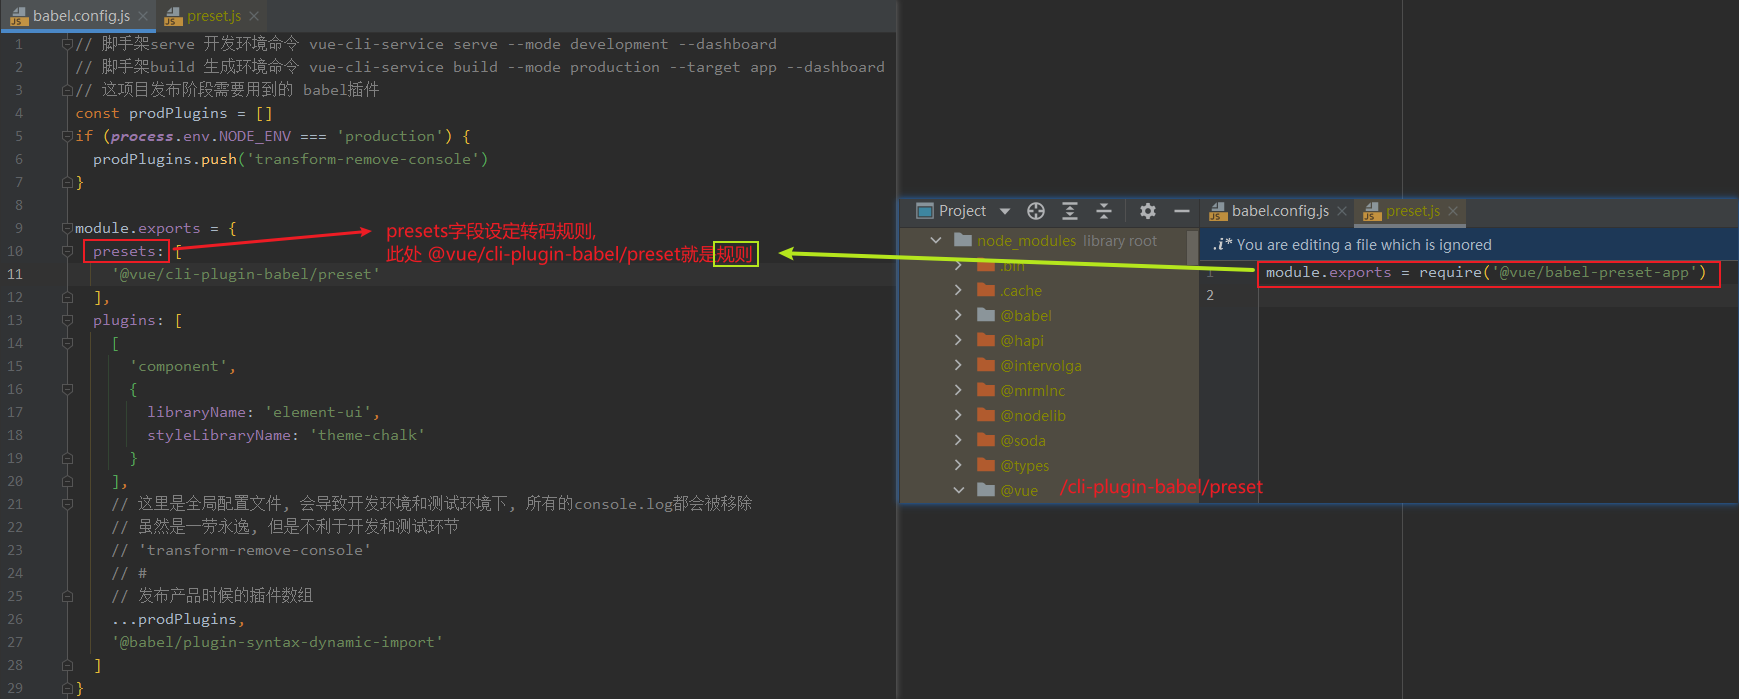 babel.config.js
preset.js
1 // 脚手架serve 开发环境命令 vue-cli-service serve --mode development --dashboard
2 // 脚手架build 生成环境命令 vue-cli-service build --mode production --target app --dashboard
3 // 这项目发布阶段需要用到的 babel插件
4 const prodPlugins = []
5 if (process.env.NODE_ENV === 'production') {
6 prodPlugins.push('transform-remove-console')
7 }
8
9 module.exports = {
10 presets: [
11 '@vue/cli-plugin-babel/preset'
12 ],
13 plugins: [
14 [
15 'component',
16 {
17 libraryName: 'element-ui',
18 styleLibraryName: 'theme-chalk'
19 }
20 ],
21 // 这里是全局配置文件, 会导致开发环境和测试环境下, 所有的console.log都会被移除
22 // 虽然是一劳永逸, 但是不利于开发和测试环节
23 // 'transform-remove-console'
24 // #
25 // 发布产品时候的插件数组
26 ...prodPlugins,
27 '@babel/plugin-syntax-dynamic-import'
28 ]
29 }
presets字段设定转码规则,
此处 @vue/cli-plugin-babel/preset就是规则
Project
babel.config.js
preset.js
node_modules library root
.bin
.cache
@babel
@hapi
@intervolga
@mrmlnc
@nodelib
@soda
@types
@vue /cli-plugin-babel/preset
.i* You are editing a file which is ignored
1 module.exports = require('@vue/babel-preset-app')
2